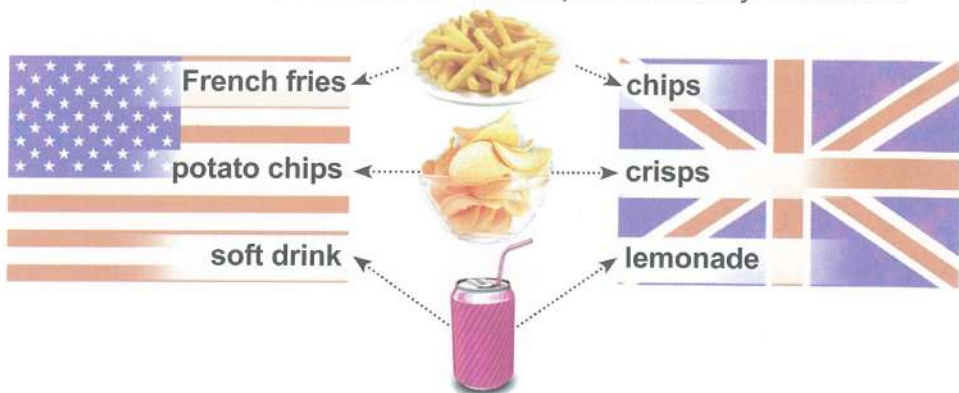 French fries
chips
potato chips
crisps
soft drink
lemonade